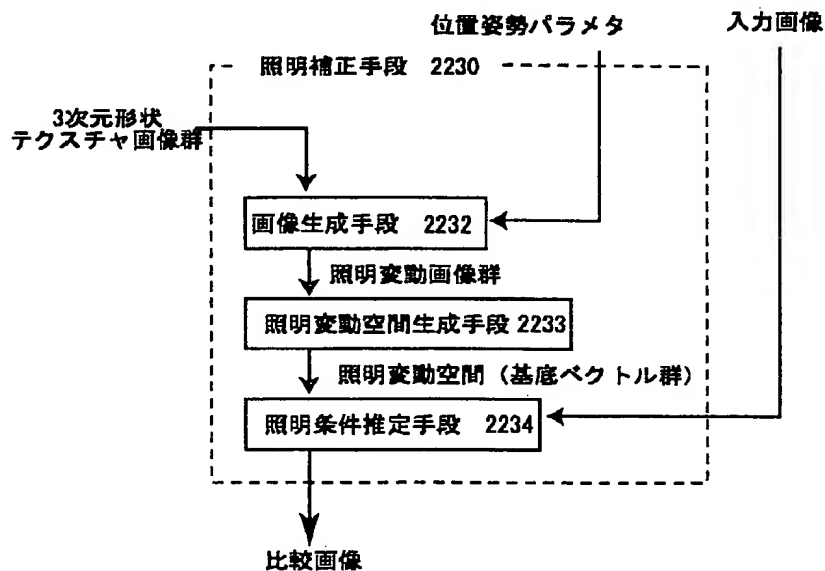 位置姿勢パラメタ
入力画像
照明補正手段 2230
3次元形状
テクスチャ画像群
画像生成手段 2232
照明変動画像群
照明変動空間生成手段 2233
照明変動空間（基底ベクトル群）
照明条件推定手段 2234
比較画像